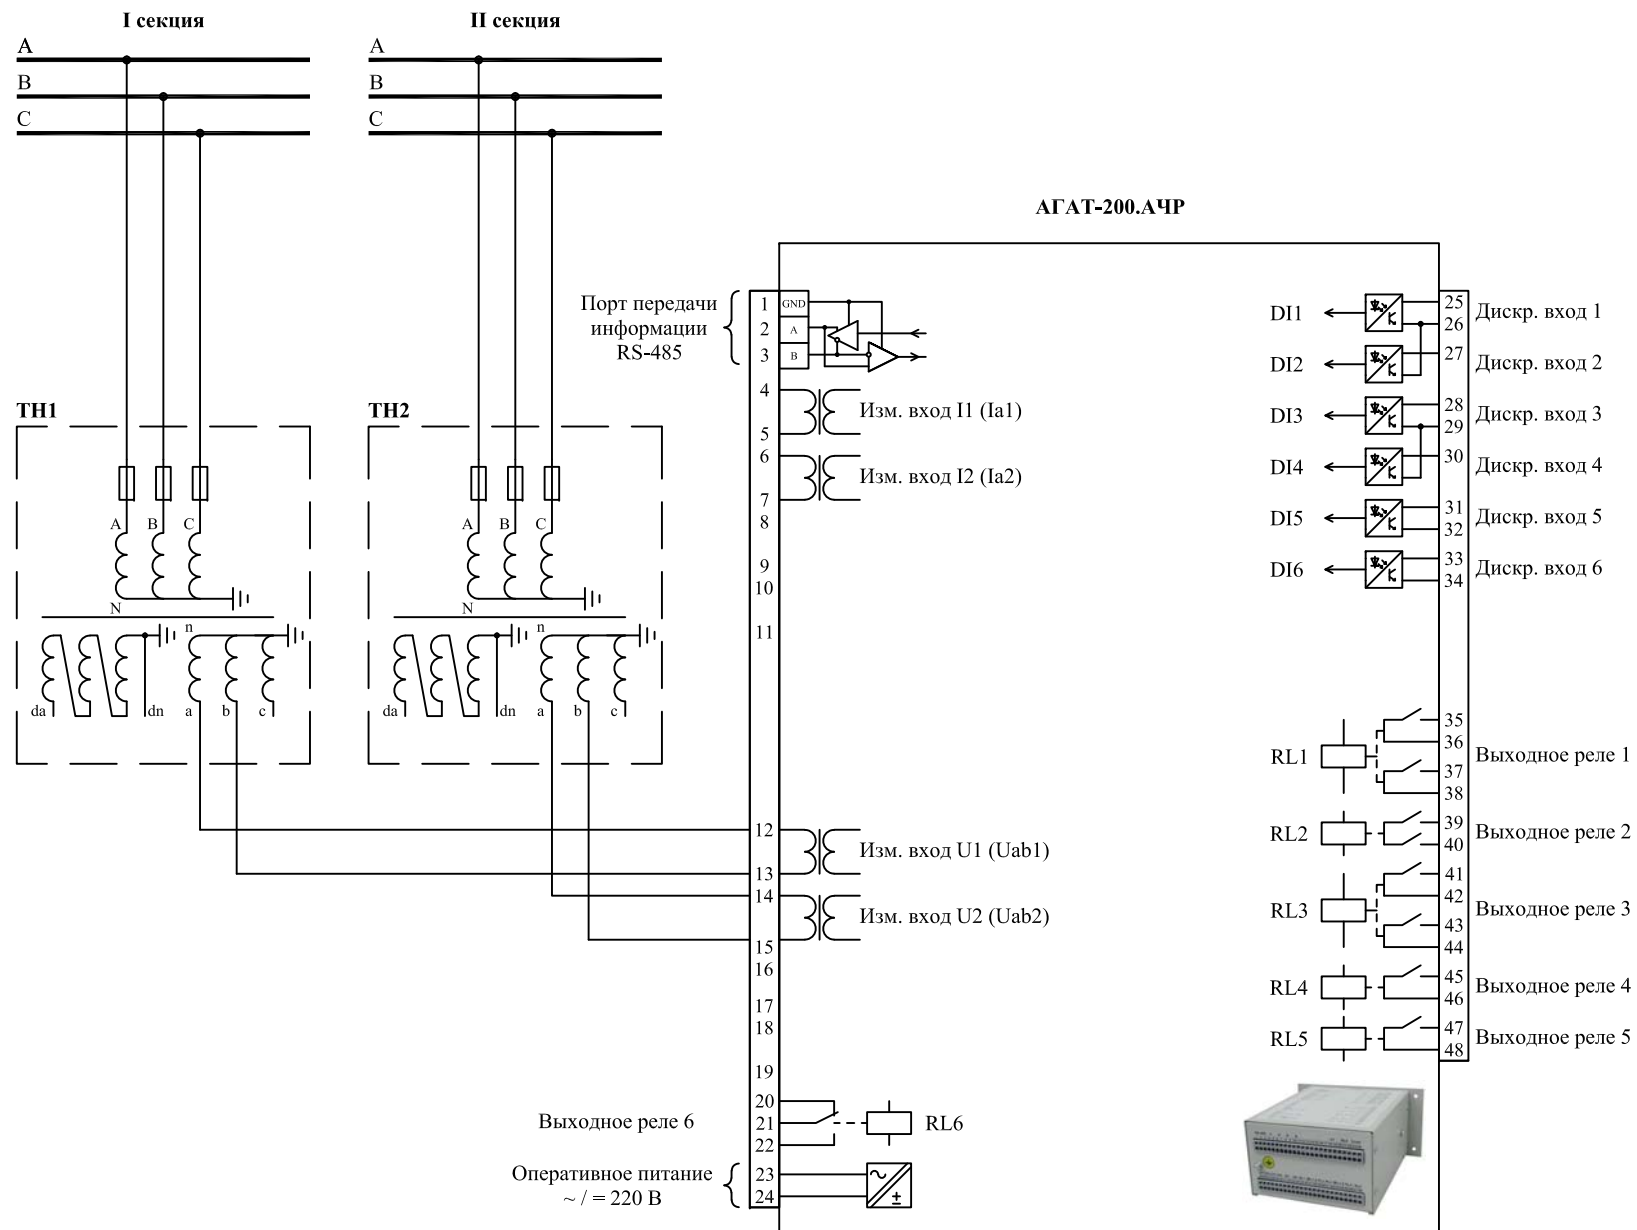 I секция
II секция
A
B
C
A
B
C
АГАТ-200.АЧР
Порт передачи
информации
RS-485
1
2
3
GND
A
B
4
5
Изм. вход I1 (Ia1)
6
7
Изм. вход I2 (Ia2)
8
9
10
11
ТН1
A
B
C
N
n
da
dn
a
b
c
ТН2
A
B
C
N
n
da
dn
a
b
c
12
13
Изм. вход U1 (Uab1)
14
15
Изм. вход U2 (Uab2)
16
17
18
19
20
21
22
Выходное реле 6
RL6
Оперативное питание
~ / = 220 В
23
24
DI1
25
26
Дискр. вход 1
DI2
27
Дискр. вход 2
DI3
28
29
Дискр. вход 3
DI4
30
Дискр. вход 4
DI5
31
32
Дискр. вход 5
DI6
33
34
Дискр. вход 6
RL1
35
36
37
38
Выходное реле 1
RL2
39
40
Выходное реле 2
RL3
41
42
43
44
Выходное реле 3
RL4
45
46
Выходное реле 4
RL5
47
48
Выходное реле 5